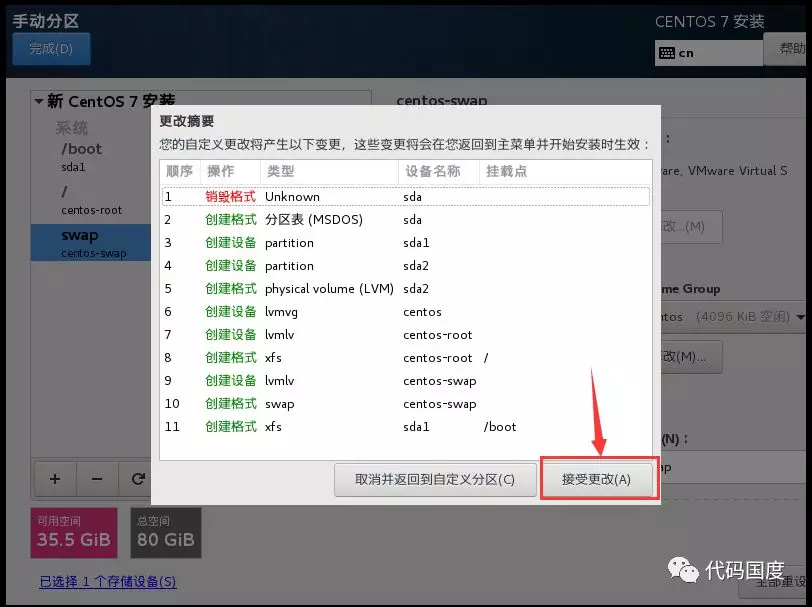 手动分区
CENTOS 7 安装
完成(D)
cn
帮助
新 CentOS 7 安装
centos-swap
系统
/boot
sda1
/
centos-root
swap
centos-swap
更改摘要
您的自定义更改将产生以下变更，这些变更将会在您返回到主菜单并开始安装时生效：
顺序 操作 类型 设备名称 挂载点
1 销毁格式 Unknown sda
2 创建格式 分区表 (MSDOS) sda
3 创建设备 partition sda1
4 创建设备 partition sda2
5 创建格式 physical volume (LVM) sda2
6 创建设备 lvmvg centos
7 创建设备 lvmlv centos-root
8 创建格式 xfs centos-root /
9 创建设备 lvmlv centos-swap
10 创建格式 swap centos-swap
11 创建格式 xfs sda1 /boot
取消并返回到自定义分区(C)
接受更改(A)
：
are, VMware Virtual S
改...(M)
me Group
ntos (4096 KiB 空闲)
改(M)...
(N)：
ap
+ −
可用空间
35.5 GiB
总空间
80 GiB
已选择 1 个存储设备(S)
代码国度
全部重设